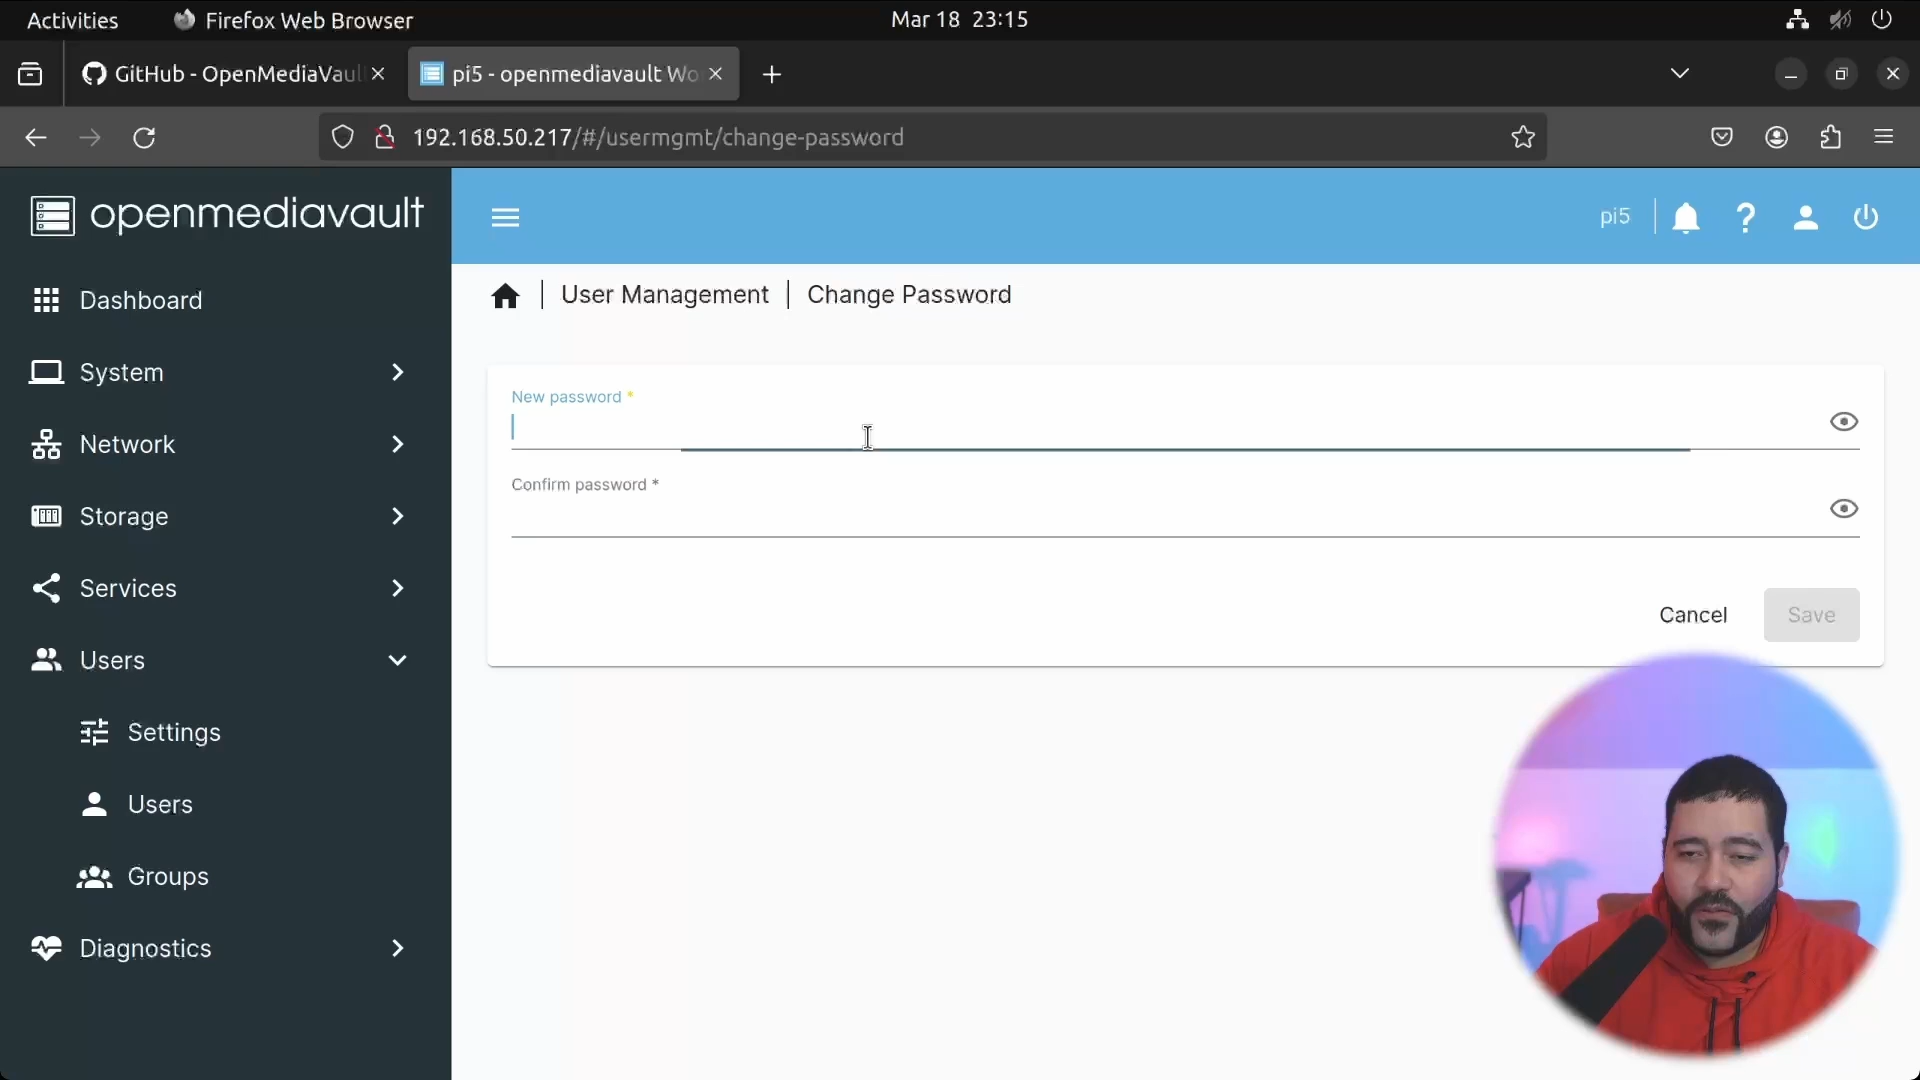 Activities
Firefox Web Browser
Mar 18 23:15
GitHub - OpenMediaVaul
pi5 - openmediavault Wo
192.168.50.217/#/usermgmt/change-password
openmediavault
pi5
?
Dashboard
System
Network
Storage
Services
Users
Settings
Users
Groups
Diagnostics
User Management | Change Password
New password *
Confirm password *
Cancel
Save